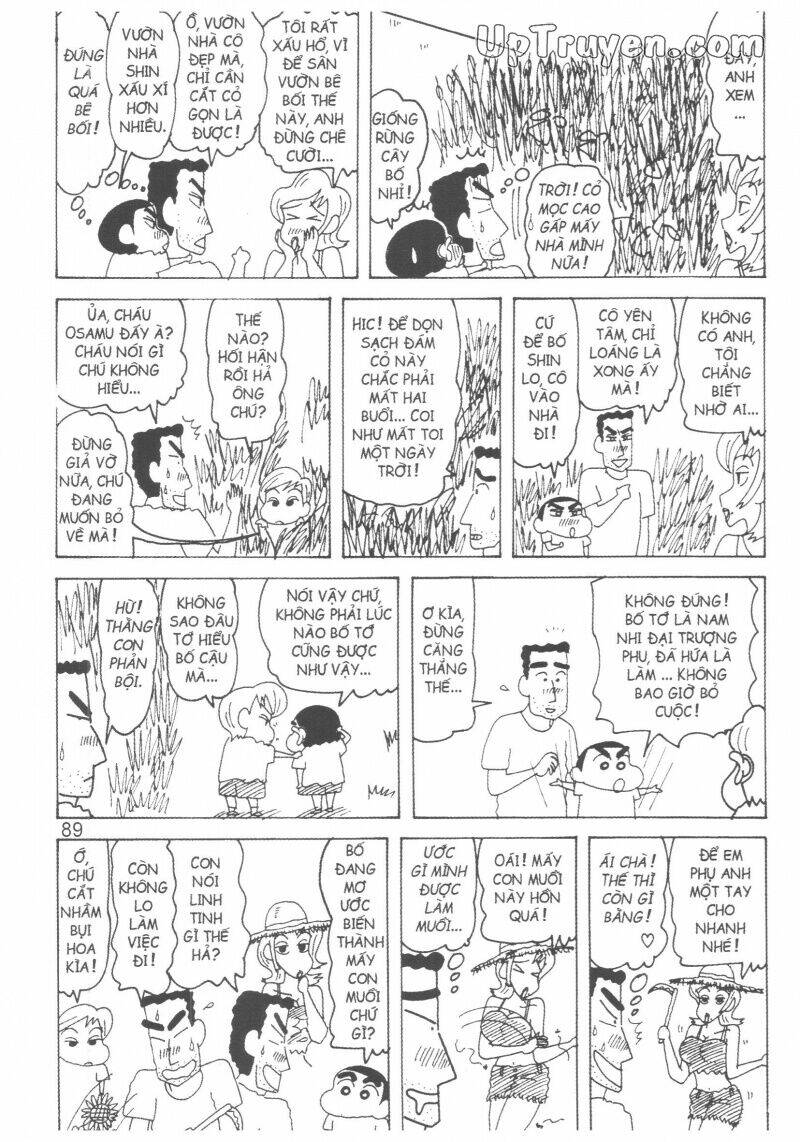 UpTruyen.com
ĐÂY,
ANH
XEM
...
TRỜI! CỎ
MỌC CAO
GẤP MẤY
NHÀ MÌNH
NỮA!
GIỐNG
RỪNG
CÂY
BỐ
NHỈ!
TÔI RẤT
XẤU HỔ, VÌ
ĐỂ SÂN
VƯỜN BÊ
BỐI THẾ
NÀY, ANH
ĐỪNG CHÊ
CƯỜI...
Ồ, VƯỜN
NHÀ CÔ
ĐẸP MÀ,
CHỈ CẦN
CẮT CỎ
GỌN LÀ
ĐƯỢC!
VƯỜN
NHÀ
SHIN
XẤU XÍ
HƠN
NHIỀU.
ĐÚNG
LÀ
QUÁ
BÊ
BỐI!
KHÔNG
CÓ ANH,
TÔI
CHẲNG
BIẾT
NHỜ AI...
CÔ YÊN
TÂM, CHỈ
LOÁNG LÀ
XONG ẤY
MÀ!
CỨ
ĐỂ BỐ
SHIN
LO, CÔ
VÀO
NHÀ
ĐI!
HIC! ĐỂ DỌN
SẠCH ĐÁM
CỎ NÀY
CHẮC PHẢI
MẤT HAI
BUỔI... COI
NHƯ MẤT TOI
MỘT NGÀY
TRỜI!
THẾ
NÀO?
HỐI HẬN
RỒI HẢ
ÔNG
CHÚ?
ỦA, CHÁU
OSAMU ĐẤY À?
CHÁU NÓI GÌ
CHÚ KHÔNG
HIỂU...
ĐỪNG
GIẢ VỜ
NỮA, CHÚ
ĐANG
MUỐN BỎ
VỀ MÀ!
KHÔNG ĐÚNG!
BỐ TỚ LÀ NAM
NHI ĐẠI TRƯỢNG
PHU, ĐÃ HỨA LÀ
LÀM ... KHÔNG
BAO GIỜ BỎ
CUỘC!
Ơ KÌA,
ĐỪNG
CĂNG
THẲNG
THẾ...
NÓI VẬY CHỨ,
KHÔNG PHẢI LÚC
NÀO BỐ TỚ
CŨNG ĐƯỢC
NHƯ VẬY...
KHÔNG
SAO ĐÂU
TỚ HIỂU
BỐ CẬU
MÀ...
HỪ!
THẰNG
CON
PHẢN
BỘI.
89
ĐỂ EM
PHỤ ANH
MỘT TAY
CHO
NHANH
NHÉ!
ÁI CHÀ!
THẾ THÌ
CÒN GÌ
BẰNG!
♡
OÁI! MẤY
CON MUỖI
NÀY HỖN
QUÁ!
ƯỚC
GÌ MÌNH
ĐƯỢC
LÀM
MUỖI...
BỐ
ĐANG
MƠ
ƯỚC
BIẾN
THÀNH
MẤY
CON
MUỖI
CHỨ
GÌ?
CON
NÓI
LINH
TINH
GÌ THẾ
HẢ?
CÒN
KHÔNG
LO
LÀM
VIỆC
ĐI!
Ớ,
CHÚ
CẮT
NHẦM
BỤI
HOA
KÌA!